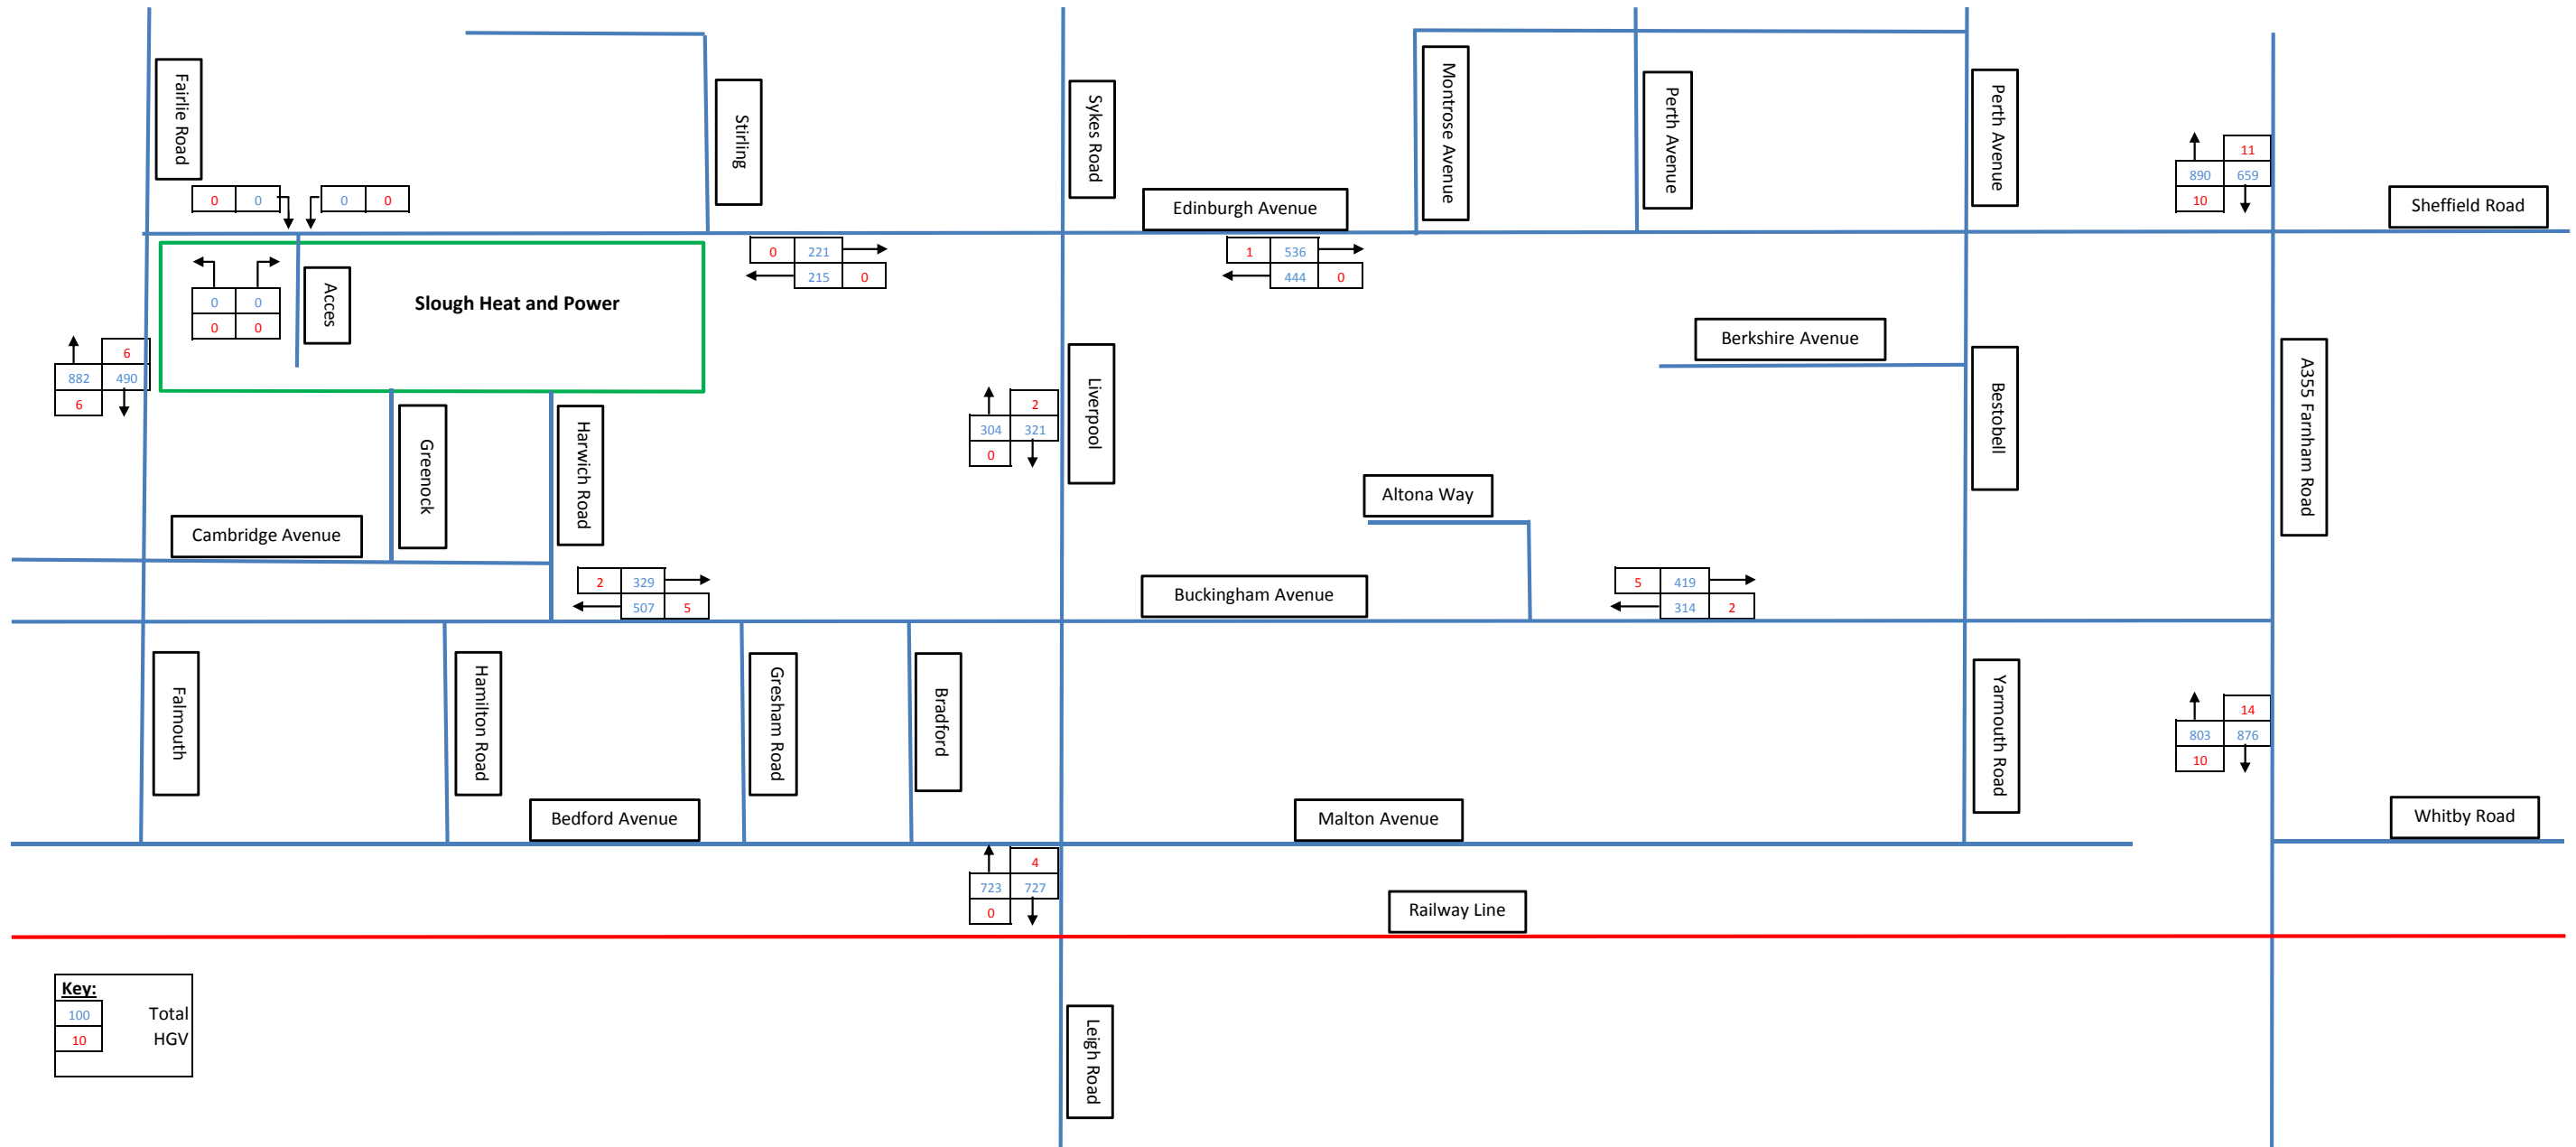 Fairlie Road
Stirling
Sykes Road
Montrose Avenue
Perth Avenue
Perth Avenue
11
890 659
10
Sheffield Road
0 0
0 0
Edinburgh Avenue
0 221
215 0
1 536
444 0
0 0
0 0
Acces
Slough Heat and Power
6
882 490
6
Berkshire Avenue
Liverpool
Bestobell
A355 Farnham Road
2
304 321
0
Greenock
Harwich Road
Altona Way
Cambridge Avenue
2 329
507 5
Buckingham Avenue
5 419
314 2
Falmouth
Hamilton Road
Gresham Road
Bradford
Yarmouth Road
14
803 876
10
Bedford Avenue
Malton Avenue
Whitby Road
4
723 727
0
Railway Line
Key:
100 Total
10 HGV
Leigh Road